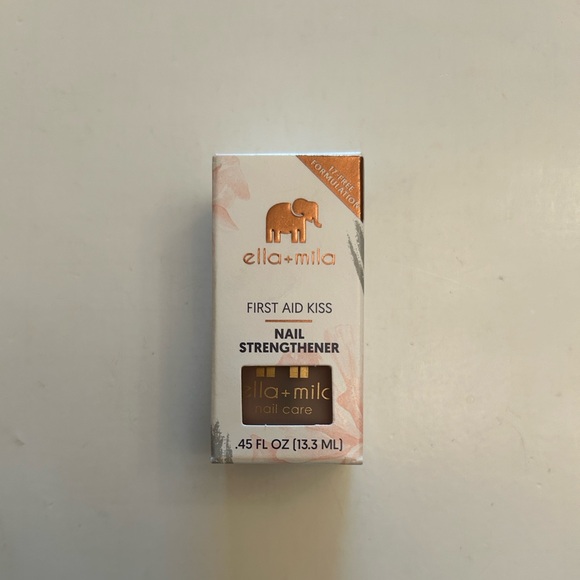 17 FREE
FORMULATION
ella+mila
FIRST AID KISS
NAIL
STRENGTHENER
ella+mila
nail care
.45 FL OZ (13.3 ML)